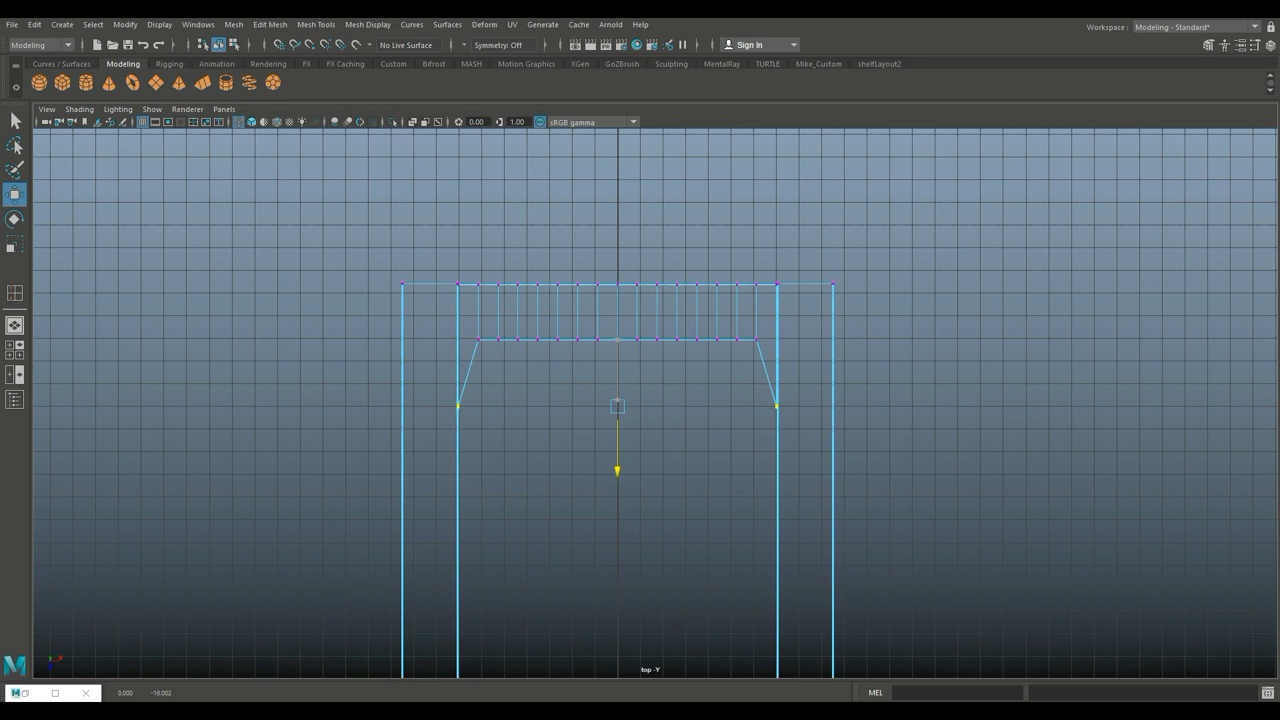 File Edit Create Select Modify Display Windows Mesh Edit Mesh Mesh Tools Mesh Display Curves Surfaces Deform UV Generate Cache Arnold Help
Workspace : Modeling - Standard*
Modeling No Live Surface Symmetry: Off Sign In
Curves / Surfaces Modeling Rigging Animation Rendering FX FX Caching Custom Bifrost MASH Motion Graphics XGen GoZBrush Sculpting MentalRay TURTLE Mike_Custom shelfLayout2
View Shading Lighting Show Renderer Panels
0.00 1.00 sRGB gamma
top -Y
M 0.000 -16.002 MEL